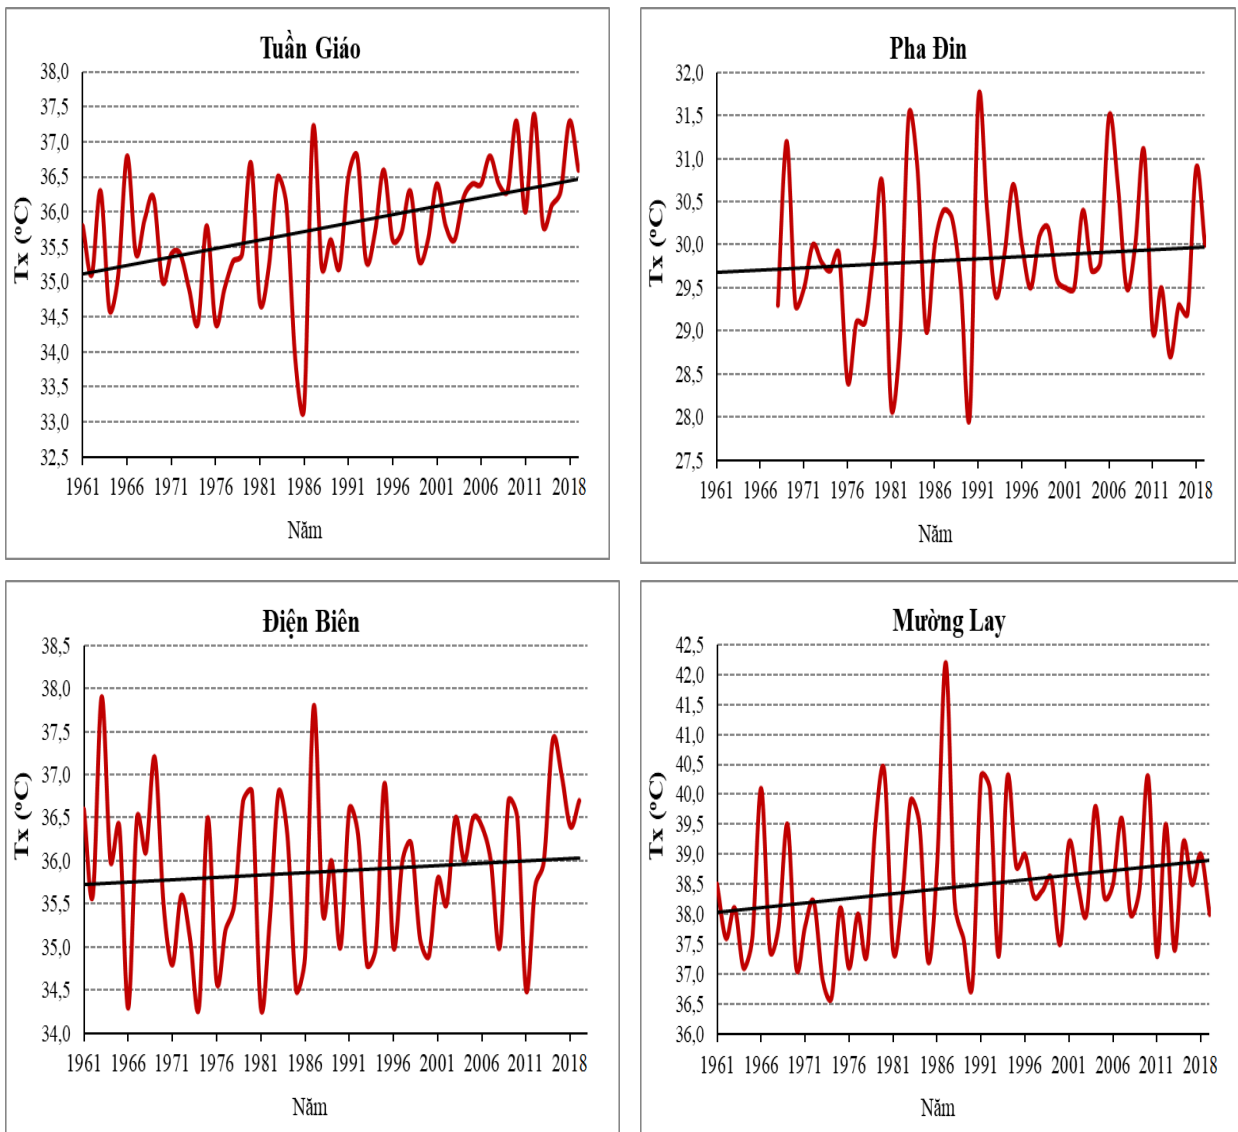 Tuần Giáo
Tx (ºC)
38,0
37,5
37,0
36,5
36,0
35,5
35,0
34,5
34,0
33,5
33,0
32,5
1961 1966 1971 1976 1981 1986 1991 1996 2001 2006 2011 2018
Năm
Pha Đin
Tx (ºC)
32,0
31,5
31,0
30,5
30,0
29,5
29,0
28,5
28,0
27,5
1961 1966 1971 1976 1981 1986 1991 1996 2001 2006 2011 2018
Năm
Điện Biên
Tx (ºC)
38,5
38,0
37,5
37,0
36,5
36,0
35,5
35,0
34,5
34,0
1961 1966 1971 1976 1981 1986 1991 1996 2001 2006 2011 2018
Năm
Mường Lay
Tx (ºC)
42,5
42,0
41,5
41,0
40,5
40,0
39,5
39,0
38,5
38,0
37,5
37,0
36,5
36,0
1961 1966 1971 1976 1981 1986 1991 1996 2001 2006 2011 2018
Năm